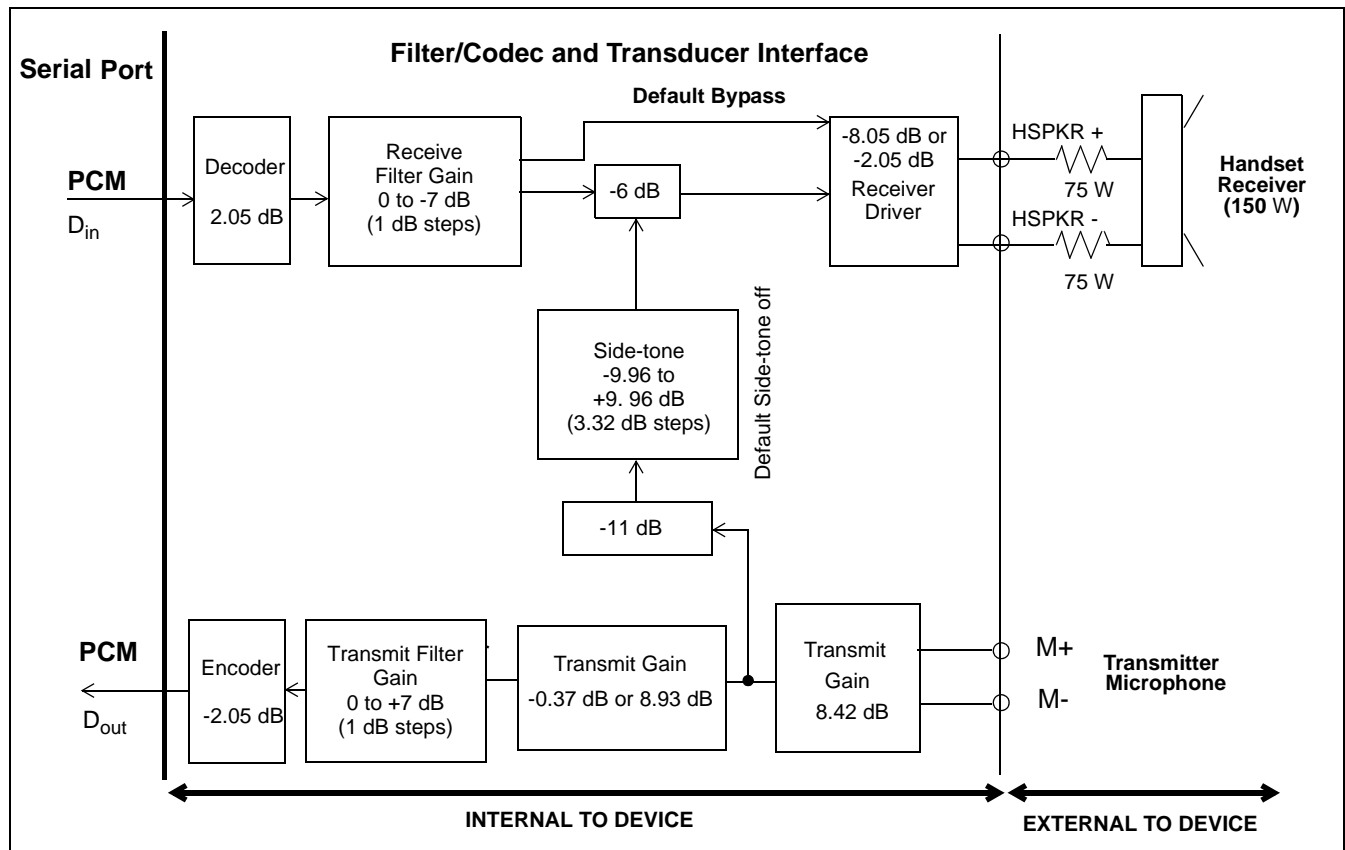 Filter/Codec and Transducer Interface
Serial Port
Default Bypass
PCM
Din
Decoder
2.05 dB
Receive
Filter Gain
0 to -7 dB
(1 dB steps)
-6 dB
-8.05 dB or
-2.05 dB
Receiver
Driver
HSPKR +
75 W
HSPKR -
75 W
Handset
Receiver
(150 W)
Side-tone
-9.96 to
+9. 96 dB
(3.32 dB steps)
Default Side-tone off
-11 dB
PCM
Dout
Encoder
-2.05 dB
Transmit Filter
Gain
0 to +7 dB
(1 dB steps)
Transmit Gain
-0.37 dB or 8.93 dB
Transmit
Gain
8.42 dB
M+
M-
Transmitter
Microphone
INTERNAL TO DEVICE
EXTERNAL TO DEVICE